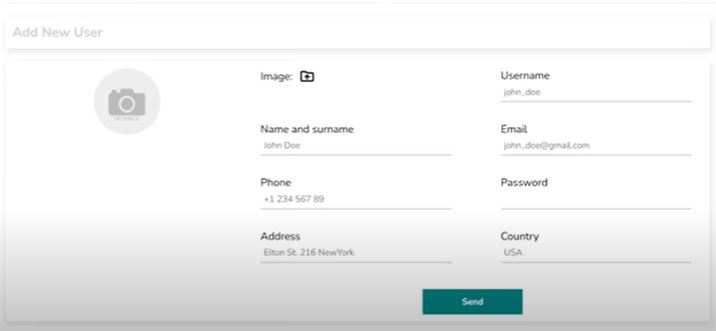 Add New User
Image:
Username
john_doe
NO IMAGE
Name and surname
John Doe
Email
john_doe@gmail.com
Phone
+1 234 567 89
Password
Address
Elton St. 216 NewYork
Country
USA
Send